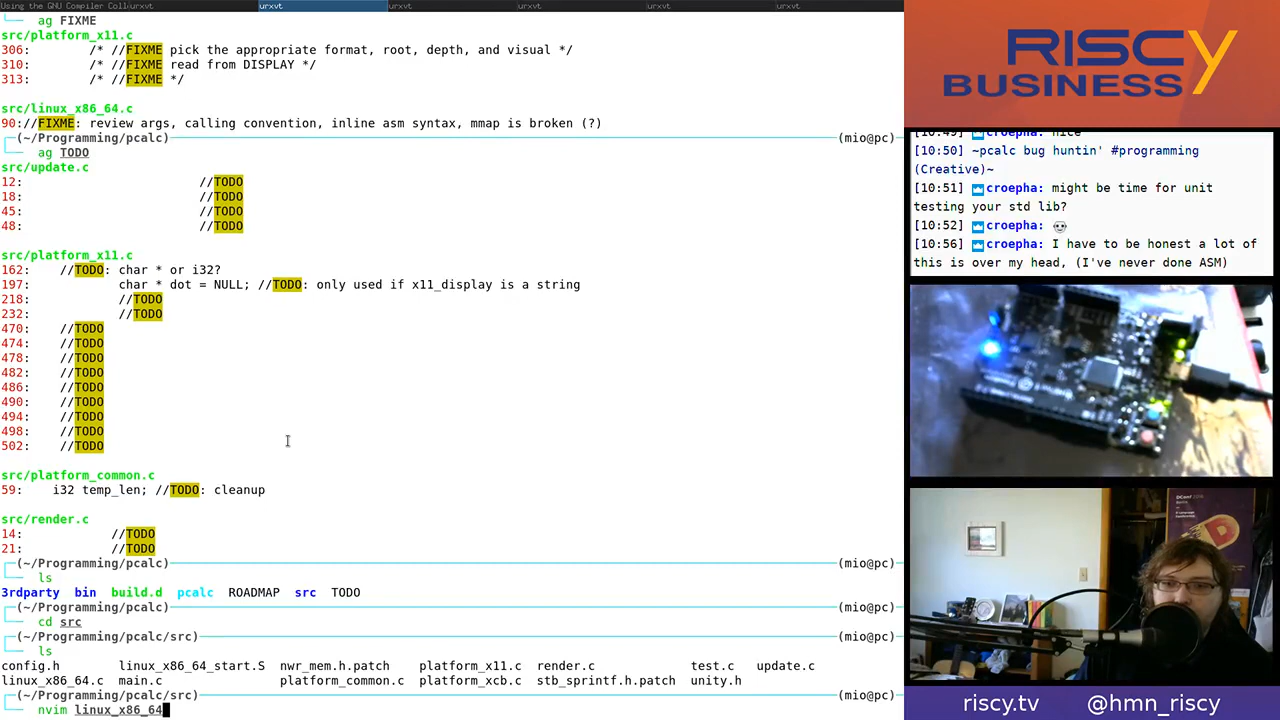 Using the GNU Compiler Coll
urxvt
urxvt
urxvt
urxvt
urxvt
urxvt
└── ag FIXME
src/platform_x11.c
306: /* //FIXME pick the appropriate format, root, depth, and visual */
310: /* //FIXME read from DISPLAY */
313: /* //FIXME */
src/linux_x86_64.c
90://FIXME: review args, calling convention, inline asm syntax, mmap is broken (?)
(~/Programming/pcalc) (mio@pc)
└── ag TODO
src/update.c
12: //TODO
18: //TODO
45: //TODO
48: //TODO
src/platform_x11.c
162: //TODO: char * or i32?
197: char * dot = NULL; //TODO: only used if x11_display is a string
218: //TODO
232: //TODO
470: //TODO
474: //TODO
478: //TODO
482: //TODO
486: //TODO
490: //TODO
494: //TODO
498: //TODO
502: //TODO
src/platform_common.c
59: i32 temp_len; //TODO: cleanup
src/render.c
14: //TODO
21: //TODO
(~/Programming/pcalc) (mio@pc)
└── ls
3rdparty bin build.d pcalc ROADMAP src TODO
(~/Programming/pcalc) (mio@pc)
└── cd src
(~/Programming/pcalc/src) (mio@pc)
└── ls
config.h linux_x86_64_start.S nwr_mem.h.patch platform_x11.c render.c test.c update.c
linux_x86_64.c main.c platform_common.c platform_xcb.c stb_sprintf.h.patch unity.h
(~/Programming/pcalc/src) (mio@pc)
└── nvim linux_x86_64
RISCY
BUSINESS
[10:49] croepha: nice
[10:50] ~pcalc bug huntin' #programming
(Creative)~
[10:51] croepha: might be time for unit
testing your std lib?
[10:52] croepha:
[10:56] croepha: I have to be honest a lot of
this is over my head, (I've never done ASM)
riscy.tv @hmn_riscy